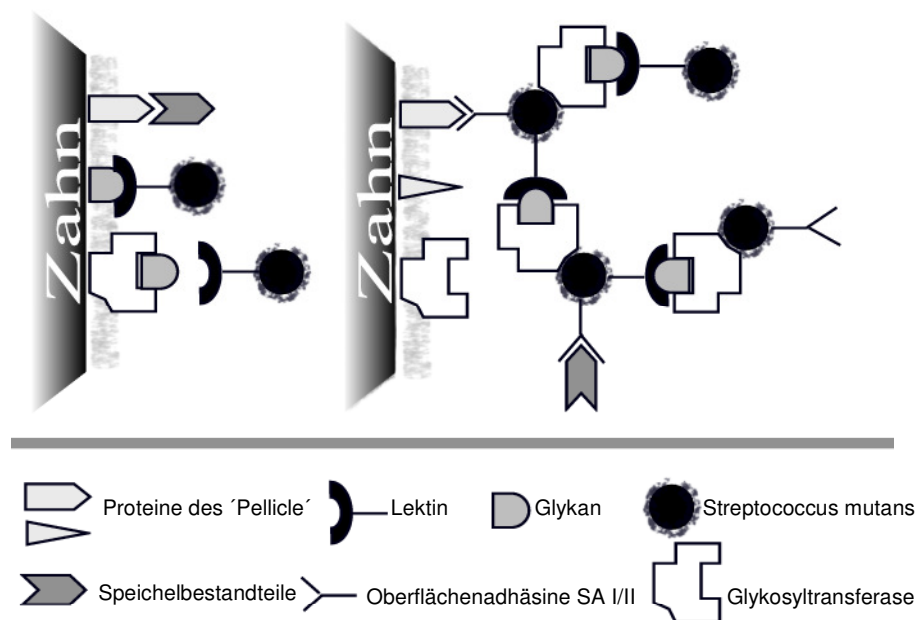 Zahn
Zahn
Proteine des ´Pellicle´
Lektin
Glykan
Streptococcus mutans
Speichelbestandteile
Oberflächenadhäsine SA I/II
Glykosyltransferase